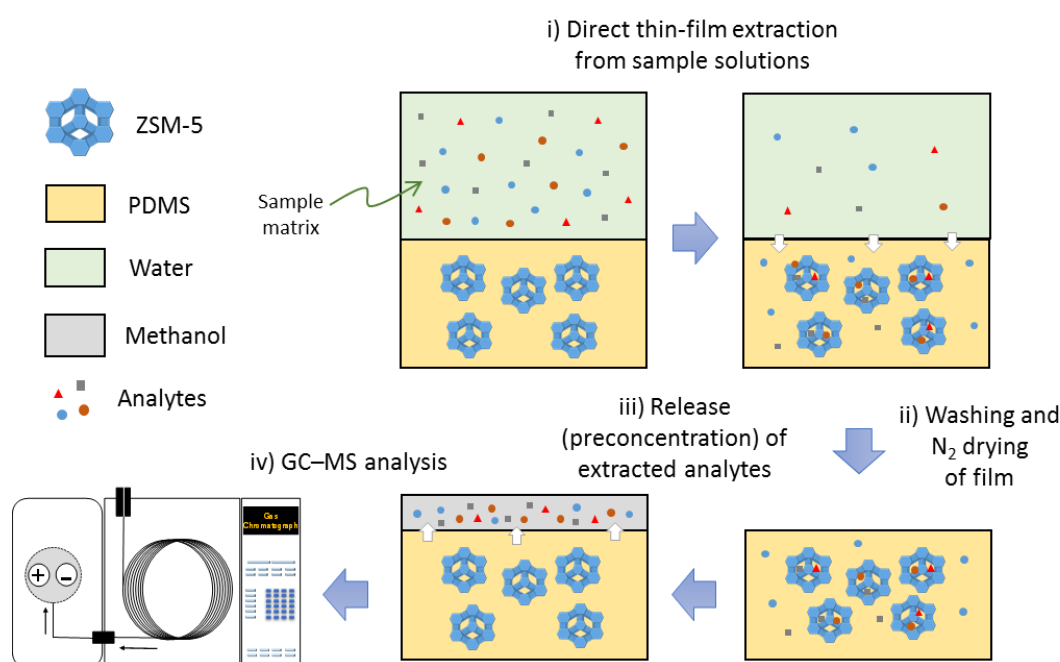 i) Direct thin-film extraction
from sample solutions
ZSM-5
PDMS
Sample
matrix
Water
Methanol
Analytes
iii) Release
(preconcentration) of
extracted analytes
ii) Washing and
N₂ drying
of film
iv) GC–MS analysis
Gas
Chromatograph
+ −